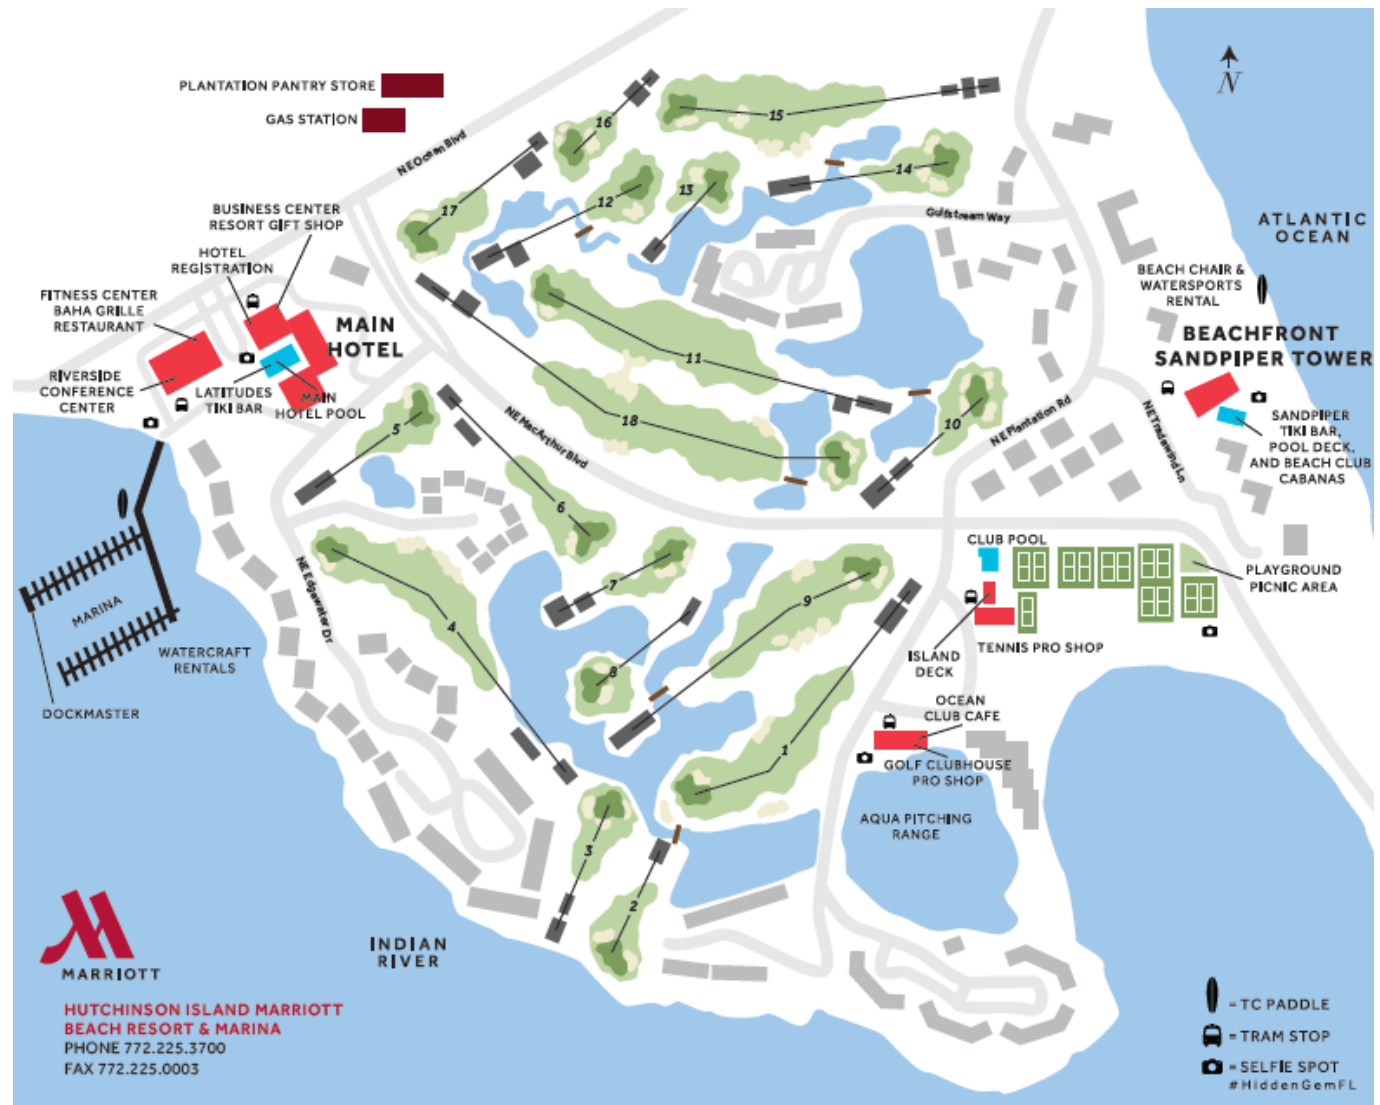 PLANTATION PANTRY STORE
GAS STATION
NE Ocean Blvd
16
15
14
13
12
17
Gulfstream Way
N
ATLANTIC
OCEAN
BUSINESS CENTER
RESORT GIFT SHOP
HOTEL
REGISTRATION
FITNESS CENTER
BAHA GRILLE
RESTAURANT
MAIN
HOTEL
RIVERSIDE
CONFERENCE
CENTER
LATITUDES
TIKI BAR
MAIN
HOTEL POOL
BEACH CHAIR &
WATERSPORTS
RENTAL
BEACHFRONT
SANDPIPER TOWER
SANDPIPER
TIKI BAR,
POOL DECK,
AND BEACH CLUB
CABANAS
11
18
10
5
6
NE MacArthur Blvd
NE Plantation Rd
NE Tradewind Ln
CLUB POOL
PLAYGROUND
PICNIC AREA
TENNIS PRO SHOP
ISLAND
DECK
7
9
4
8
1
NE Edgewater Dr
MARINA
WATERCRAFT
RENTALS
DOCKMASTER
OCEAN
CLUB CAFE
GOLF CLUBHOUSE
PRO SHOP
AQUA PITCHING
RANGE
3
2
INDIAN
RIVER
MARRIOTT
HUTCHINSON ISLAND MARRIOTT
BEACH RESORT & MARINA
PHONE 772.225.3700
FAX 772.225.0003
= TC PADDLE
= TRAM STOP
= SELFIE SPOT
#HiddenGemFL